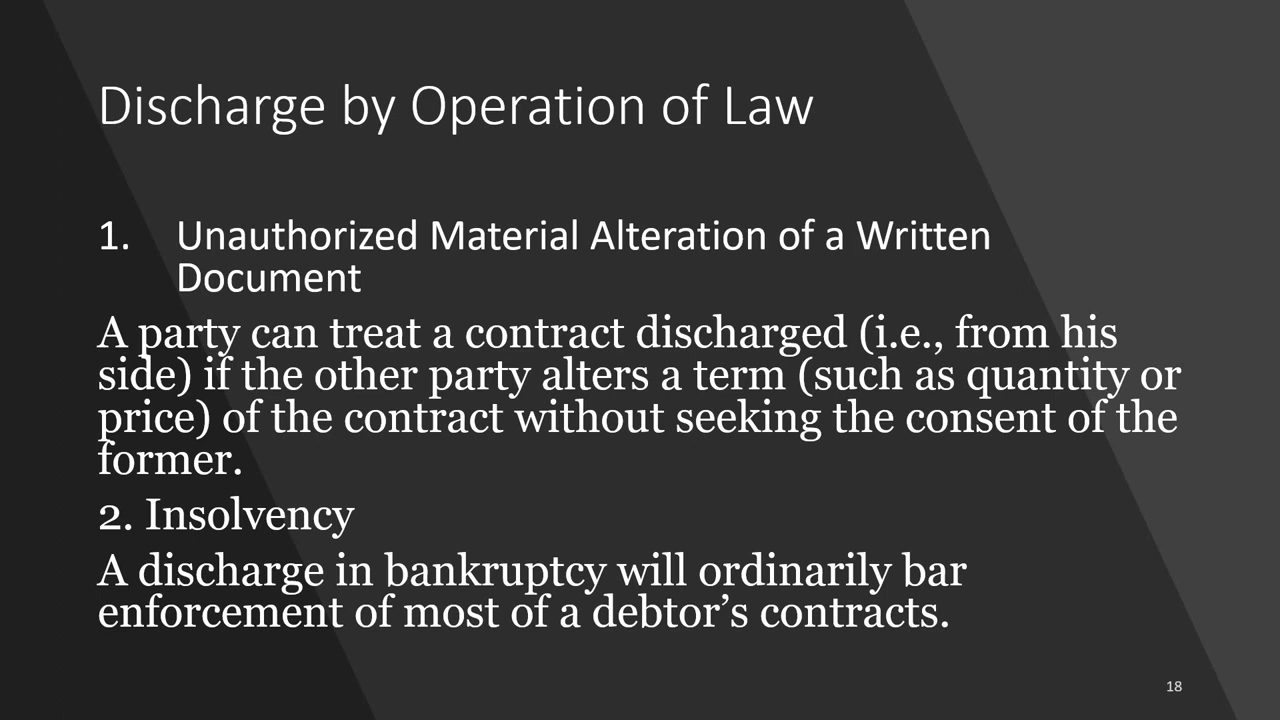 Discharge by Operation of Law
1. Unauthorized Material Alteration of a Written
Document
A party can treat a contract discharged (i.e., from his
side) if the other party alters a term (such as quantity or
price) of the contract without seeking the consent of the
former.
2. Insolvency
A discharge in bankruptcy will ordinarily bar
enforcement of most of a debtor’s contracts.
18